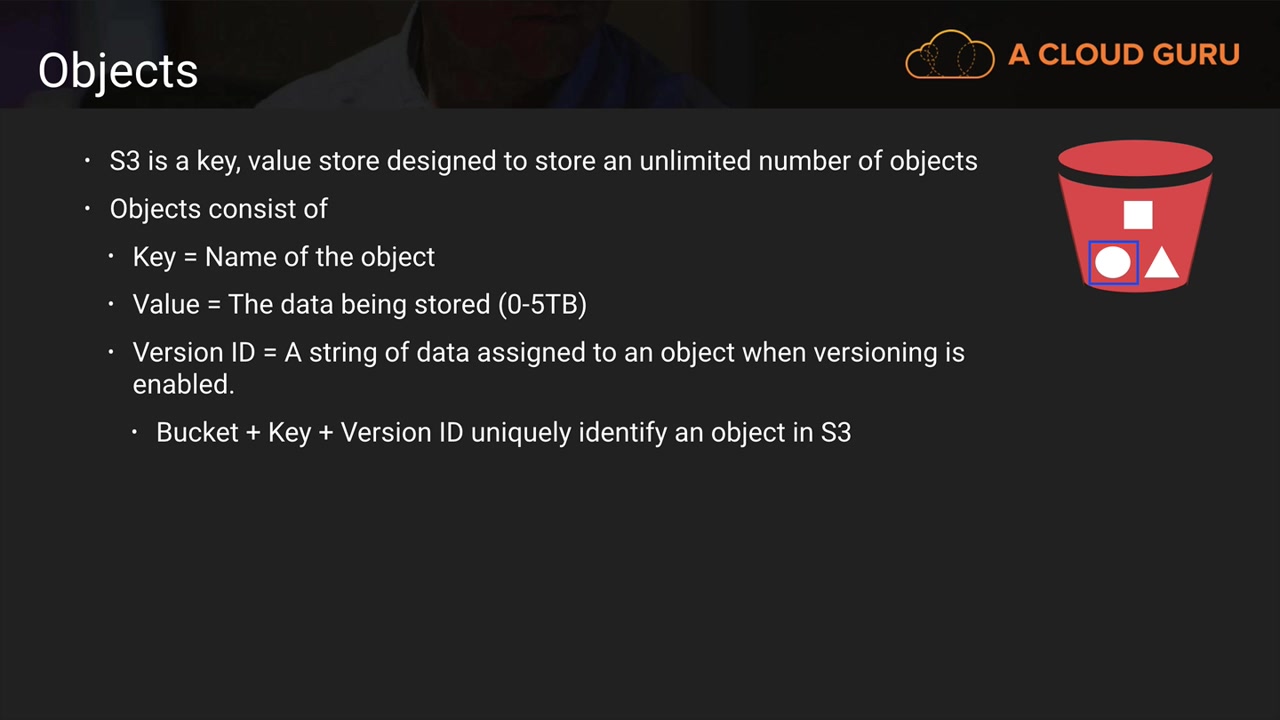 Objects
A CLOUD GURU
• S3 is a key, value store designed to store an unlimited number of objects
• Objects consist of
• Key = Name of the object
• Value = The data being stored (0-5TB)
• Version ID = A string of data assigned to an object when versioning is
enabled.
• Bucket + Key + Version ID uniquely identify an object in S3